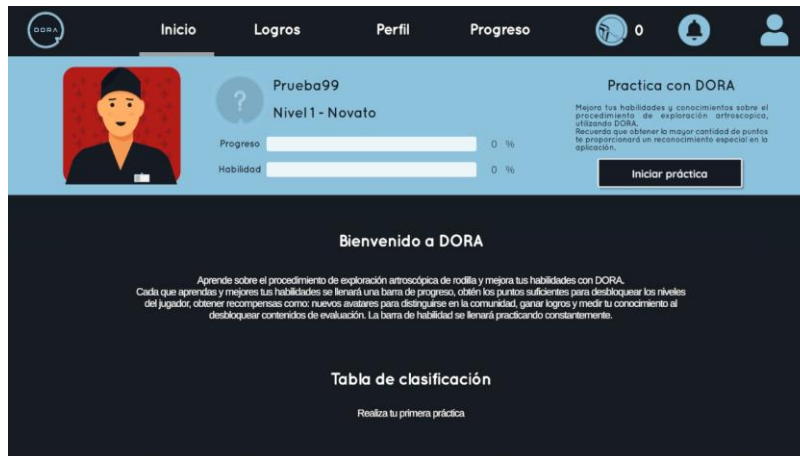 DORA
Inicio
Logros
Perfil
Progreso
0
?
Prueba99
Nivel 1 - Novato
Progreso
0 %
Habilidad
0 %
Practica con DORA
Mejora tus habilidades y conocimientos sobre el
procedimiento de exploración artroscopica,
utilizando DORA.
Recuerda que obtener la mayor cantidad de puntos
te proporcionará un reconocimiento especial en la
aplicación.
Iniciar práctica
Bienvenido a DORA
Aprende sobre el procedimiento de exploración artroscópica de rodilla y mejora tus habilidades con DORA.
Cada que aprendas y mejores tus habilidades se llenará una barra de progreso, obtén los puntos suficientes para desbloquear los niveles
del jugador, obtener recompensas como: nuevos avatares para distinguirse en la comunidad, ganar logros y medir tu conocimiento al
desbloquear contenidos de evaluación. La barra de habilidad se llenará practicando constantemente.
Tabla de clasificación
Realiza tu primera práctica